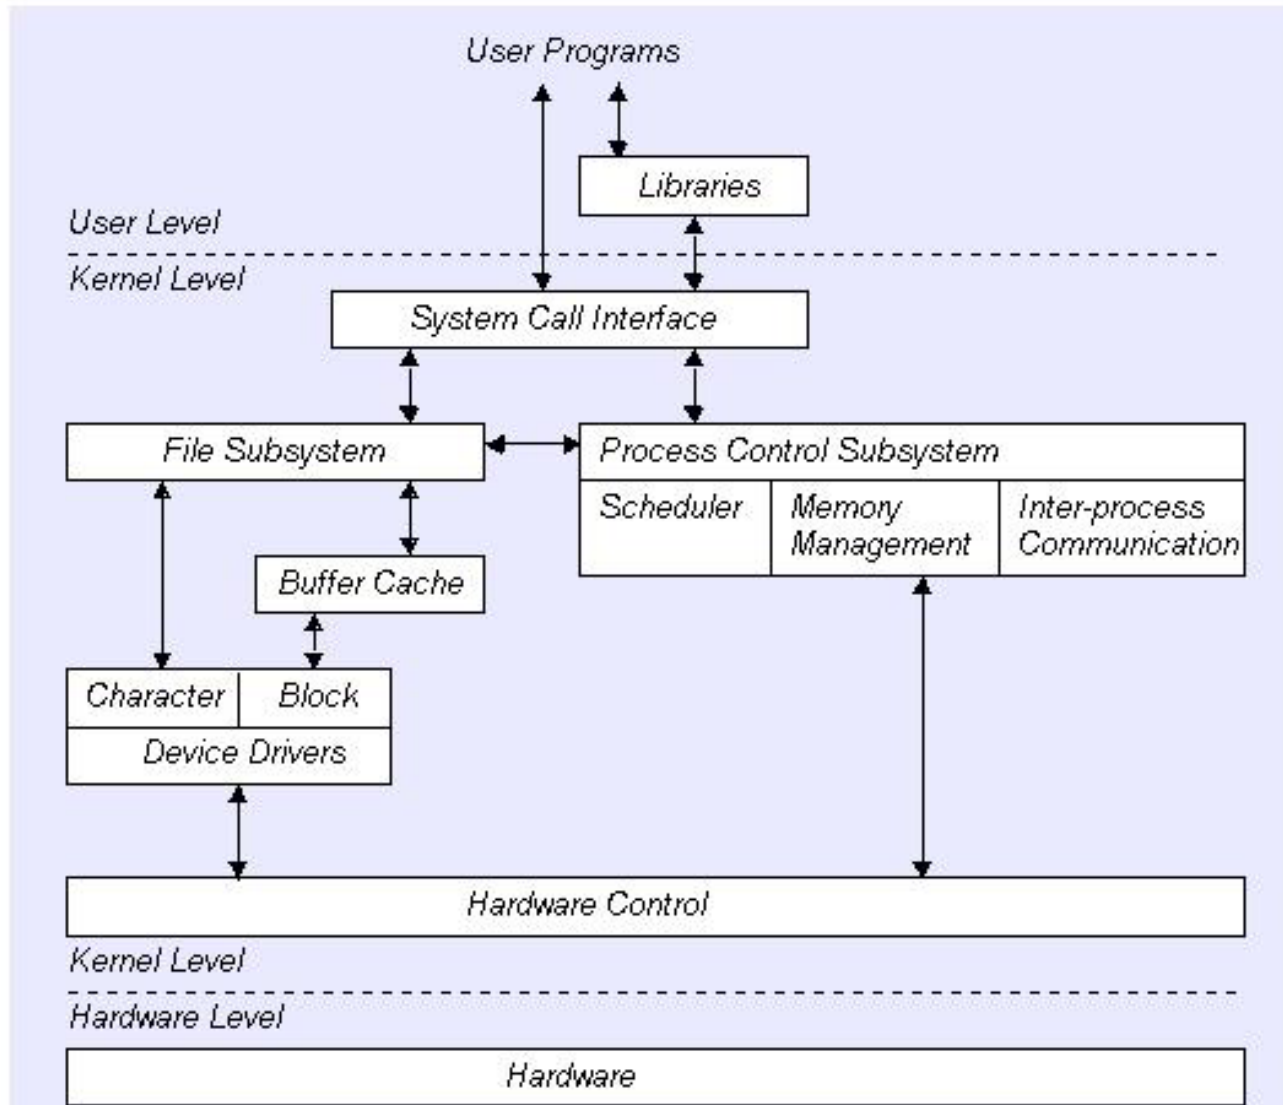 User Programs
Libraries
User Level
Kernel Level
System Call Interface
File Subsystem
Process Control Subsystem
Scheduler
Memory
Management
Inter-process
Communication
Buffer Cache
Character
Block
Device Drivers
Hardware Control
Kernel Level
Hardware Level
Hardware